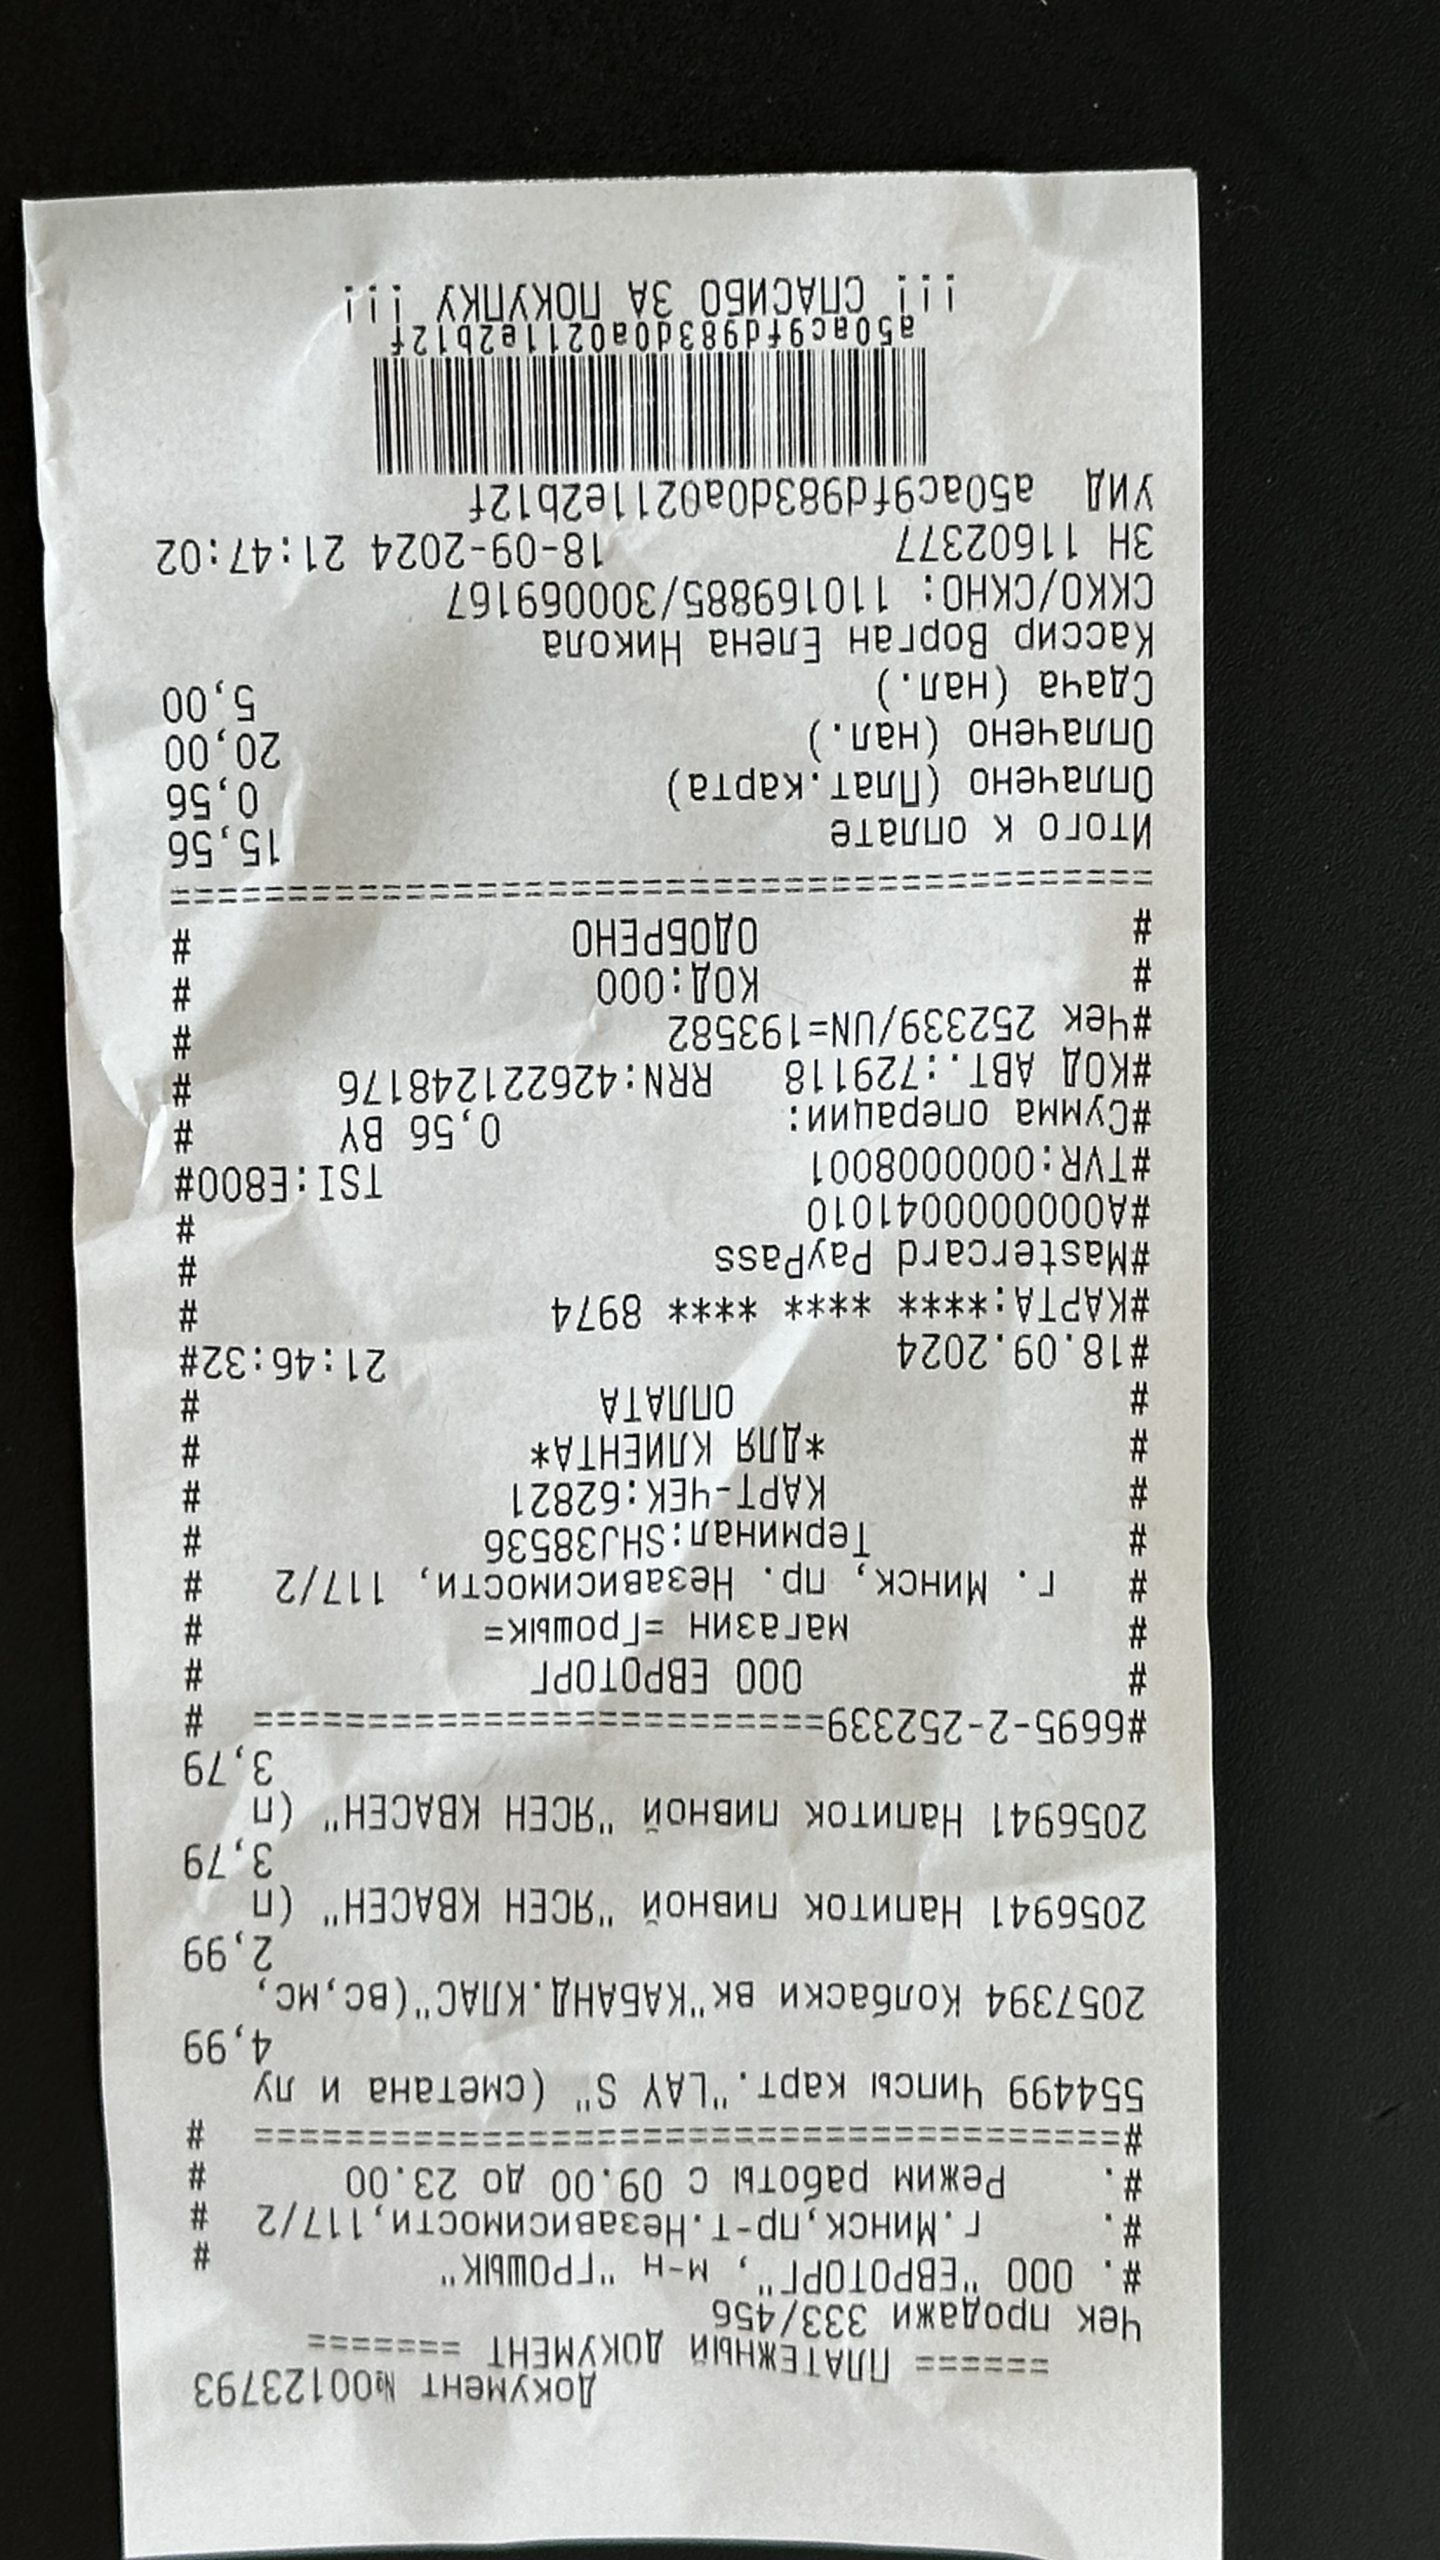 Документ №00123793
====== ПЛАТЕЖНЫЙ ДОКУМЕНТ =======
Чек продажи 333/456
#. ООО "ЕВРОТОРГ", м-н "ГРОШЫК" #
#. г.Минск,пр-т.Независимости,117/2 #
#. Режим работы с 09.00 до 23.00 #
#====================================== #
554499 Чипсы карт."LAY S" (сметана и лу
4,99
2057394 Колбаски вк"КАБАНД.КЛАС"(вс,мс,
2,99
2056941 Напиток пивной "ЯСЕН КВАСЕН" (п
3,79
2056941 Напиток пивной "ЯСЕН КВАСЕН" (п
3,79
#6695-2-252339========================= #
# ООО ЕВРОТОРГ #
# магазин =Грошык= #
# г. Минск, пр. Независимости, 117/2 #
# Терминал:SHJ38536 #
# КАРТ-ЧЕК:62821 #
# *ДЛЯ КЛИЕНТА* #
# ОПЛАТА #
#18.09.2024 21:46:32#
#КАРТА:**** **** **** 8974 #
#Mastercard PayPass #
#A0000000041010 #
#TVR:0000008001 TSI:E800#
#Сумма операции: 0,56 BY #
#КОД АВТ.:729118 RRN:426221248176 #
#Чек 252339/UN=193582 #
# КОД:000 #
# ОДОБРЕНО #
===========================================
Итого к оплате 15,56
Оплачено (Плат.карта) 0,56
Оплачено (нал.) 20,00
Сдача (нал.) 5,00
Кассир Ворган Елена Никола
СККО/СКНО: 110169885/300069167
ЗН 11602377 18-09-2024 21:47:02
УИД a50ac9fd983d0a0211e2b12f
a50ac9fd983d0a0211e2b12f
!!! СПАСИБО ЗА ПОКУПКУ !!!